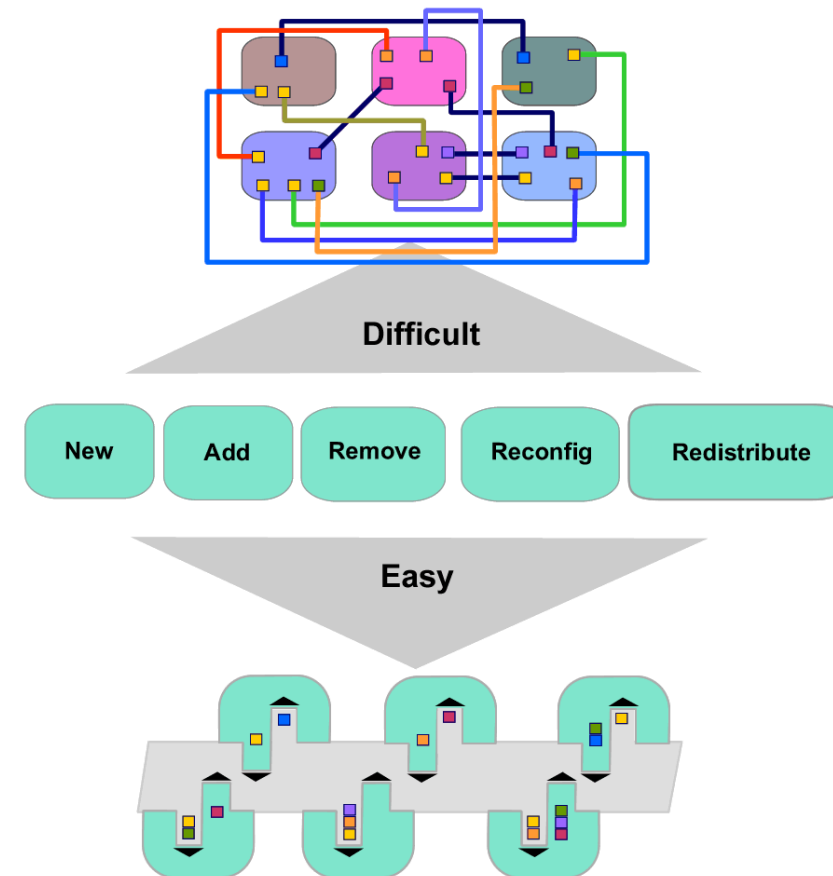 Difficult
New
Add
Remove
Reconfig
Redistribute
Easy